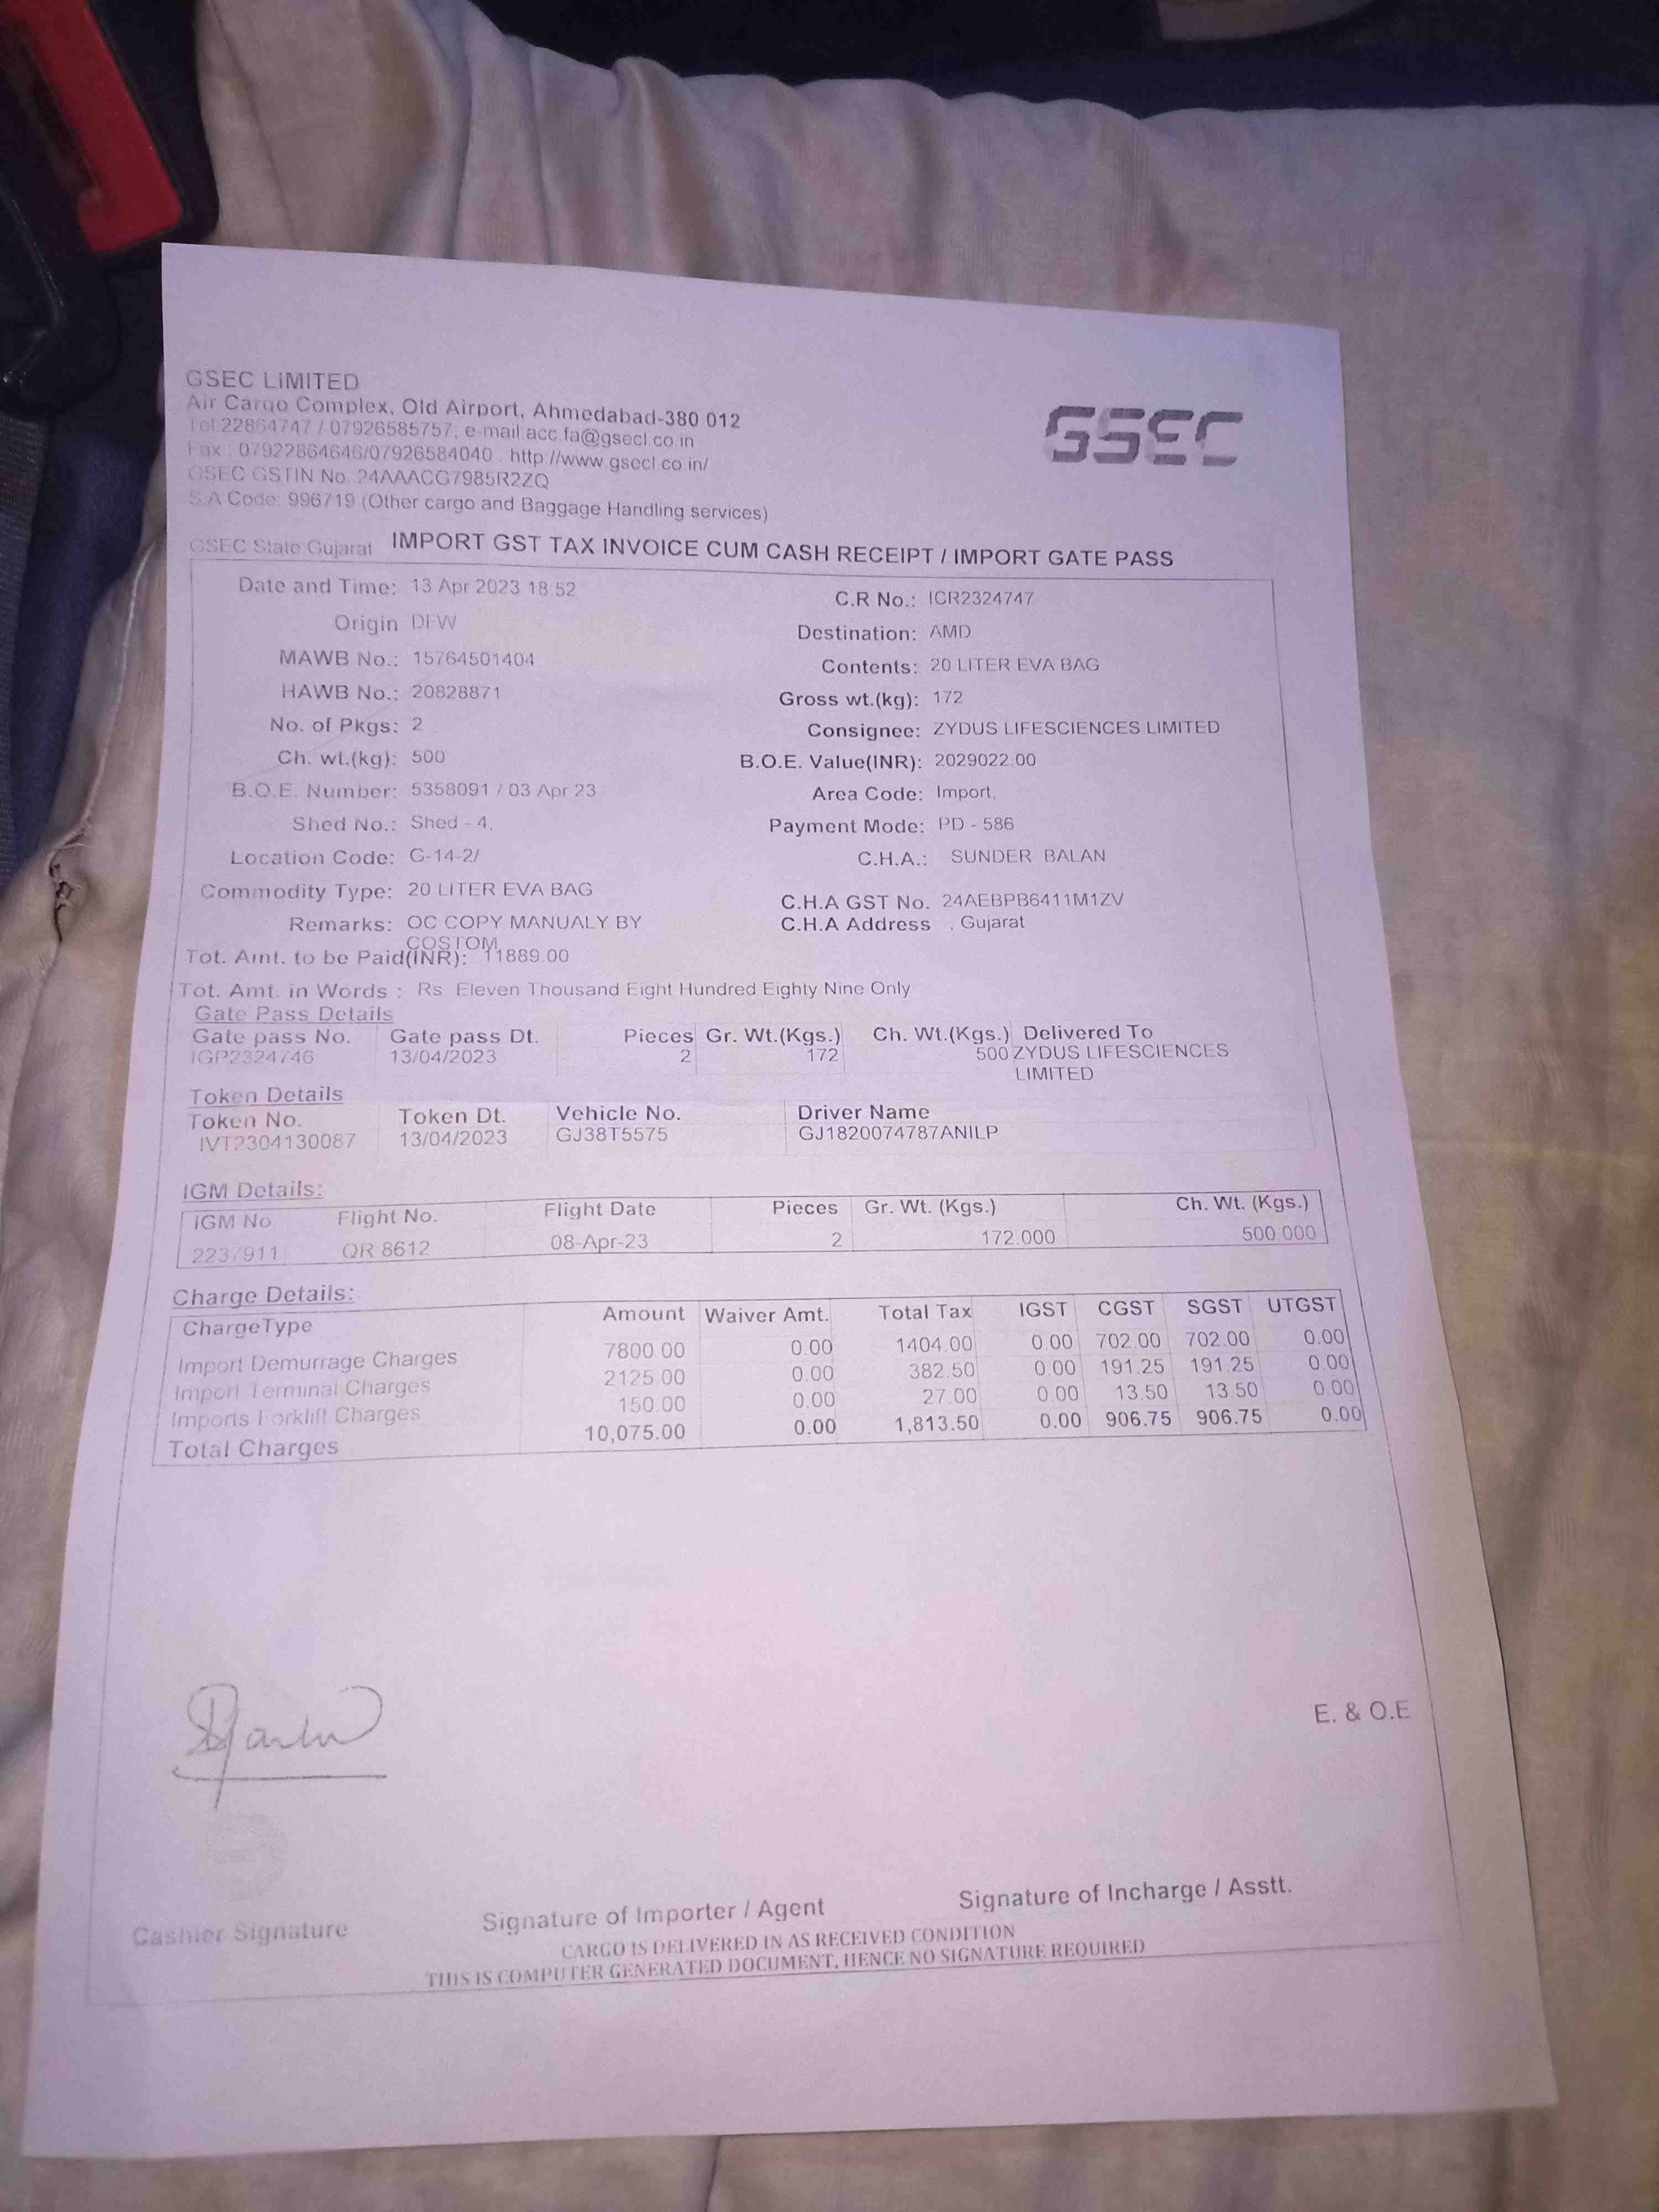 GSEC LIMITED
Air Cargo Complex, Old Airport, Ahmedabad-380 012
Tel:22864747 / 07926585757; e-mail:acc.fa@gsecl.co.in
Fax : 07922864646/07926584040 . http://www.gsecl.co.in/
GSEC GSTIN No. 24AAACG7985R2ZQ
S.A Code: 996719 (Other cargo and Baggage Handling services)
GSEC
GSEC State:Gujarat IMPORT GST TAX INVOICE CUM CASH RECEIPT / IMPORT GATE PASS
Date and Time: 13 Apr 2023 18:52 C.R No.: ICR2324747
Origin DFW Destination: AMD
MAWB No.: 15764501404 Contents: 20 LITER EVA BAG
HAWB No.: 20828871 Gross wt.(kg): 172
No. of Pkgs: 2 Consignee: ZYDUS LIFESCIENCES LIMITED
Ch. wt.(kg): 500 B.O.E. Value(INR): 2029022.00
B.O.E. Number: 5358091 / 03 Apr 23 Area Code: Import,
Shed No.: Shed - 4, Payment Mode: PD - 586
Location Code: G-14-2/ C.H.A.: SUNDER BALAN
Commodity Type: 20 LITER EVA BAG C.H.A GST No. 24AEBPB6411M1ZV
Remarks: OC COPY MANUALY BY C.H.A Address , Gujarat
COSTOM
Tot. Amt. to be Paid(INR): 11889.00
Tot. Amt. in Words : Rs Eleven Thousand Eight Hundred Eighty Nine Only
Gate Pass Details
Gate pass No. Gate pass Dt. Pieces Gr. Wt.(Kgs.) Ch. Wt.(Kgs.) Delivered To
IGP2324746 13/04/2023 2 172 500 ZYDUS LIFESCIENCES
LIMITED
Token Details
Token No. Token Dt. Vehicle No. Driver Name
IVT2304130087 13/04/2023 GJ38T5575 GJ1820074787ANILP
IGM Details:
IGM No Flight No. Flight Date Pieces Gr. Wt. (Kgs.) Ch. Wt. (Kgs.)
2237911 QR 8612 08-Apr-23 2 172.000 500.000
Charge Details:
ChargeType Amount Waiver Amt. Total Tax IGST CGST SGST UTGST
Import Demurrage Charges 7800.00 0.00 1404.00 0.00 702.00 702.00 0.00
Import Terminal Charges 2125.00 0.00 382.50 0.00 191.25 191.25 0.00
Imports Forklift Charges 150.00 0.00 27.00 0.00 13.50 13.50 0.00
Total Charges 10,075.00 0.00 1,813.50 0.00 906.75 906.75 0.00
E. & O.E
Cashier Signature Signature of Importer / Agent Signature of Incharge / Asstt.
CARGO IS DELIVERED IN AS RECEIVED CONDITION
THIS IS COMPUTER GENERATED DOCUMENT, HENCE NO SIGNATURE REQUIRED